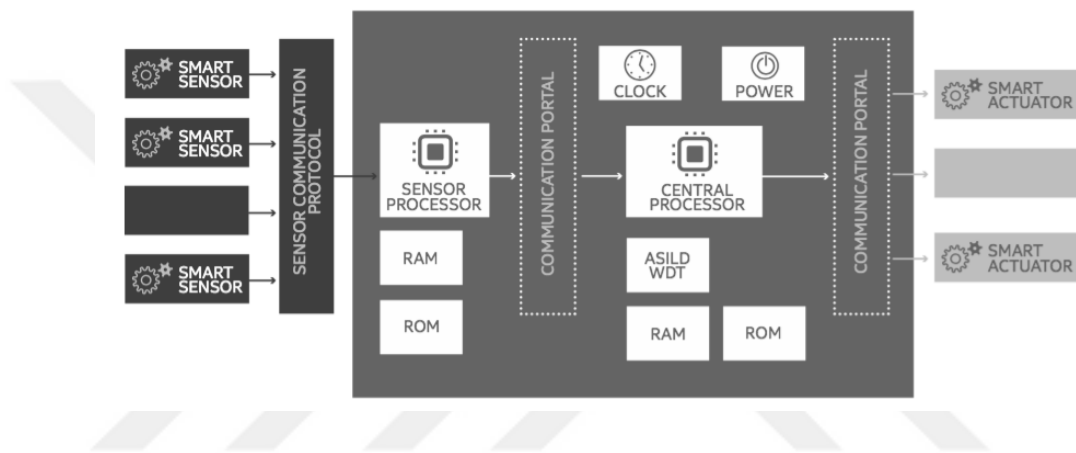 SMART
SENSOR
SMART
SENSOR
SMART
SENSOR
SENSOR COMMUNICATION
PROTOCOL
SENSOR
PROCESSOR
RAM
ROM
COMMUNICATION PORTAL
CLOCK
POWER
CENTRAL
PROCESSOR
ASILD
WDT
RAM
ROM
COMMUNICATION PORTAL
SMART
ACTUATOR
SMART
ACTUATOR